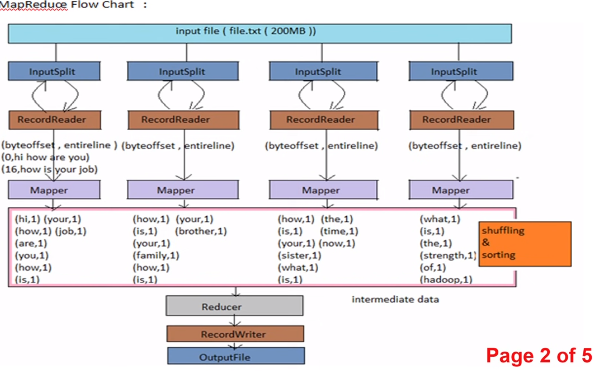 MapReduce Flow Chart :
input file ( file.txt ( 200MB ))
InputSplit InputSplit InputSplit InputSplit
RecordReader RecordReader RecordReader RecordReader
(byteoffset , entireline ) (byteoffset , entireline) (byteoffset , entireline) (byteoffset , entireline)
(0,hi how are you)
(16,how is your job)
Mapper Mapper Mapper Mapper
(hi,1) (your,1)
(how,1) (job,1)
(are,1)
(you,1)
(how,1)
(is,1)
(how,1) (your,1)
(is,1) (brother,1)
(your,1)
(family,1)
(how,1)
(is,1)
(how,1) (the,1)
(is,1) (time,1)
(your,1) (now,1)
(sister,1)
(what,1)
(is,1)
(what,1)
(is,1)
(the,1)
(strength,1)
(of,1)
(hadoop,1)
shuffling
&
sorting
intermediate data
Reducer
RecordWriter
OutputFile
Page 2 of 5